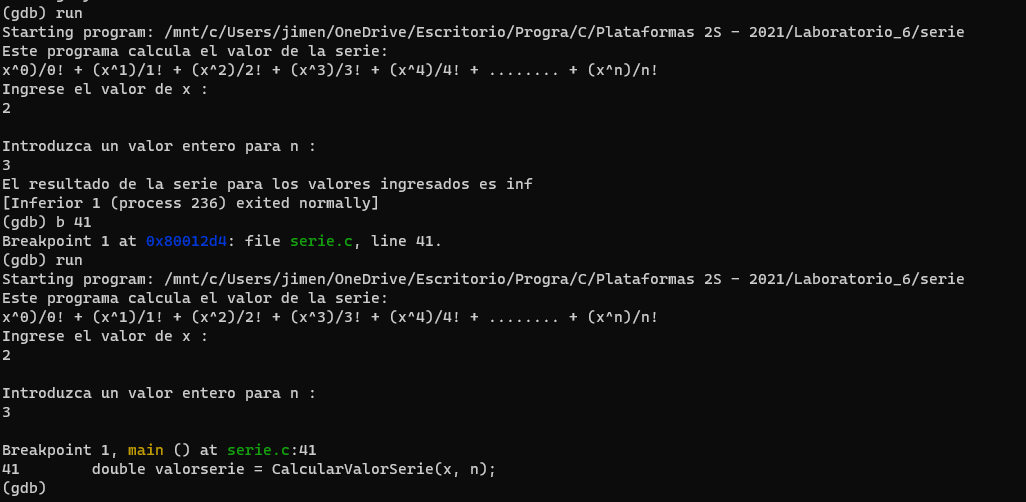 (gdb) run
Starting program: /mnt/c/Users/jimen/OneDrive/Escritorio/Progra/C/Plataformas 2S - 2021/Laboratorio_6/serie
Este programa calcula el valor de la serie:
x^0)/0! + (x^1)/1! + (x^2)/2! + (x^3)/3! + (x^4)/4! + ........ + (x^n)/n!
Ingrese el valor de x :
2
Introduzca un valor entero para n :
3
El resultado de la serie para los valores ingresados es inf
[Inferior 1 (process 236) exited normally]
(gdb) b 41
Breakpoint 1 at 0x80012d4: file serie.c, line 41.
(gdb) run
Starting program: /mnt/c/Users/jimen/OneDrive/Escritorio/Progra/C/Plataformas 2S - 2021/Laboratorio_6/serie
Este programa calcula el valor de la serie:
x^0)/0! + (x^1)/1! + (x^2)/2! + (x^3)/3! + (x^4)/4! + ........ + (x^n)/n!
Ingrese el valor de x :
2
Introduzca un valor entero para n :
3
Breakpoint 1, main () at serie.c:41
41 double valorserie = CalcularValorSerie(x, n);
(gdb)